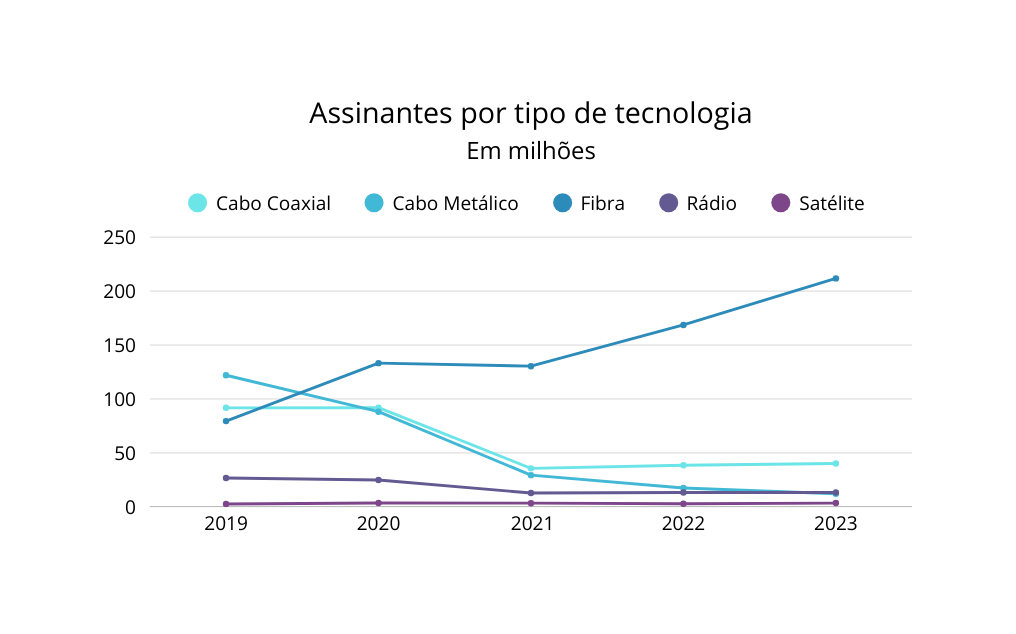 Assinantes por tipo de tecnologia
Em milhões
Cabo Coaxial Cabo Metálico Fibra Rádio Satélite
250
200
150
100
50
0
2019 2020 2021 2022 2023